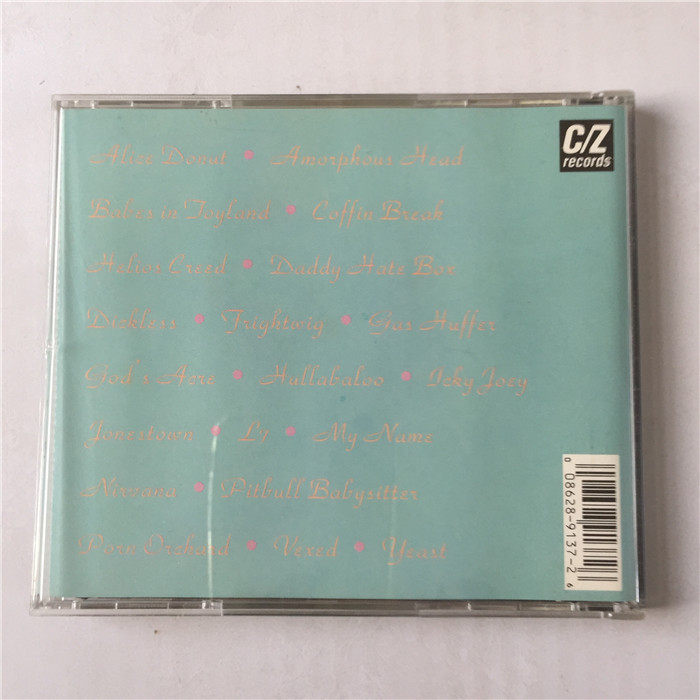 C/Z
records
Alice Donut • Amorphous Head
Babes in Toyland • Coffin Break
Helios Creed • Daddy Hate Box
Dickless • Frightwig • Gus Huffer
God's Acre • Hullabaloo • Icky Joey
Jonestown • L7 • My Name
Nirvana • Pitbull Babysitter
Porn Orchard • Vexed • Yeast
0 08628-9137-2 6